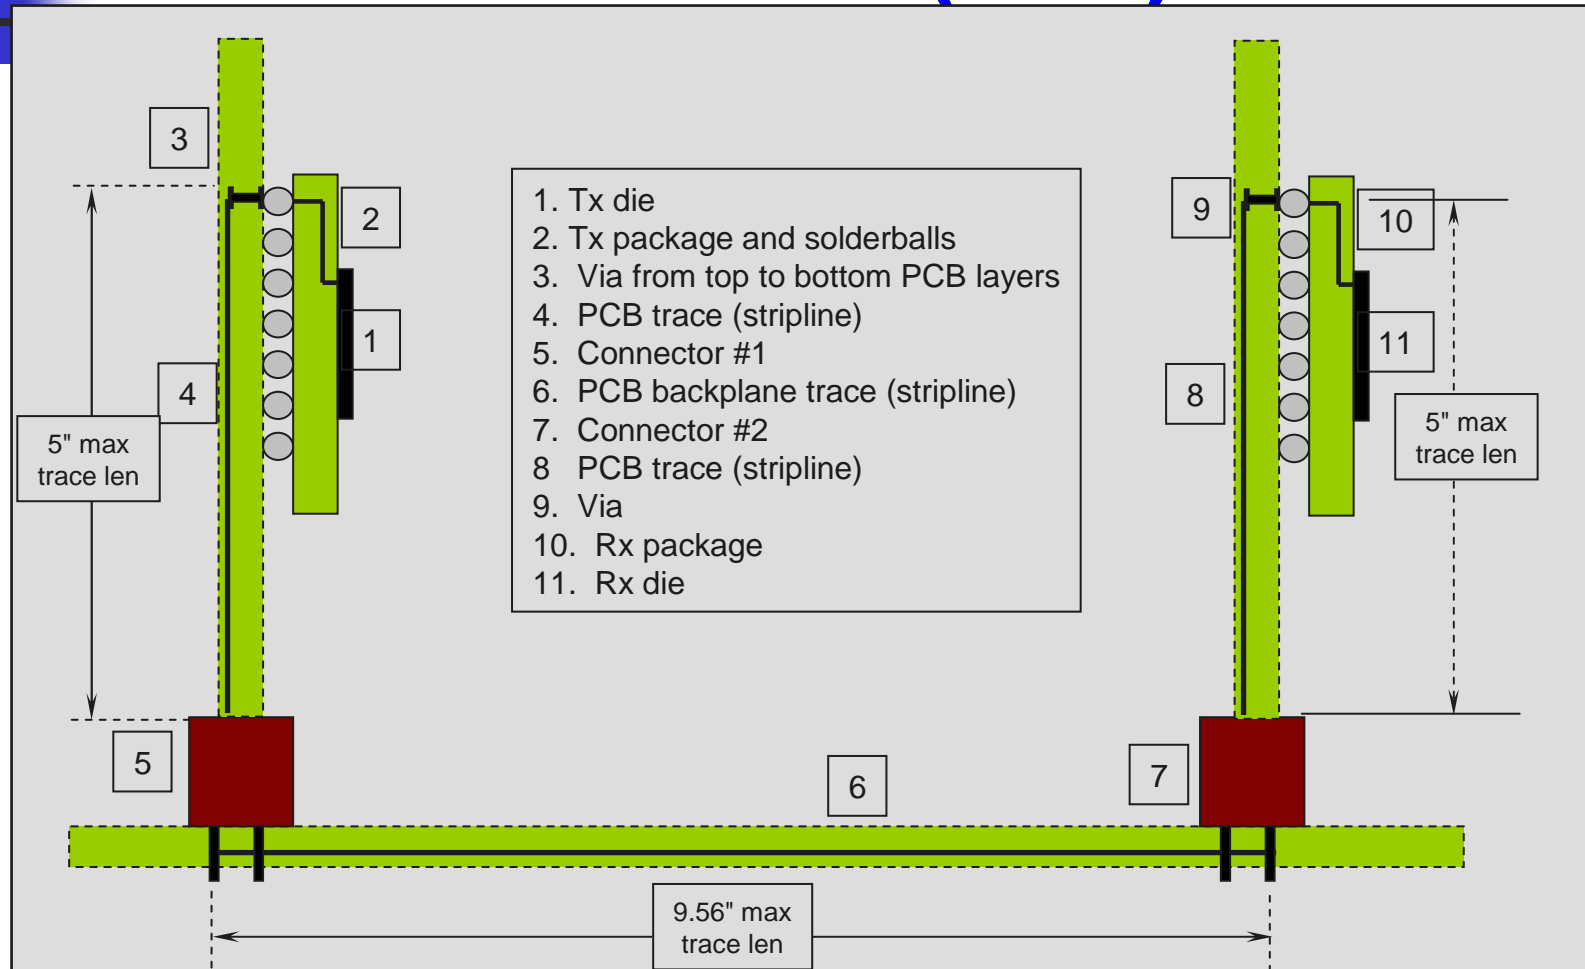 3
2
1
4
5" max
trace len
5
1. Tx die
2. Tx package and solderballs
3. Via from top to bottom PCB layers
4. PCB trace (stripline)
5. Connector #1
6. PCB backplane trace (stripline)
7. Connector #2
8 PCB trace (stripline)
9. Via
10. Rx package
11. Rx die
9
10
11
8
5" max
trace len
7
6
9.56" max
trace len